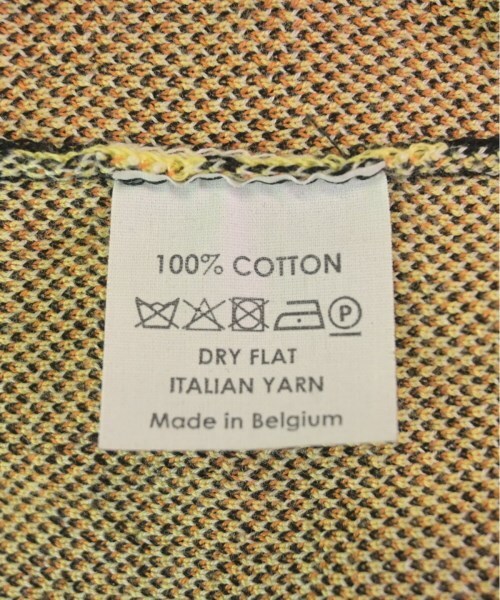 100% COTTON
P
DRY FLAT
ITALIAN YARN
Made in Belgium